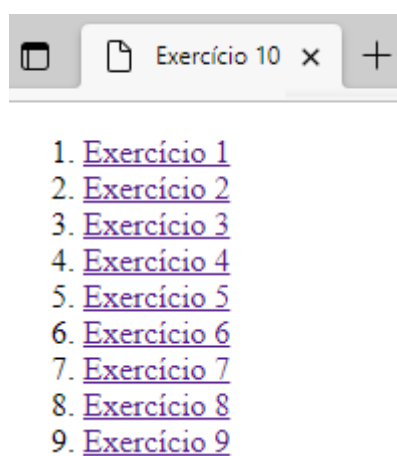 Exercício 10
1. Exercício 1
2. Exercício 2
3. Exercício 3
4. Exercício 4
5. Exercício 5
6. Exercício 6
7. Exercício 7
8. Exercício 8
9. Exercício 9